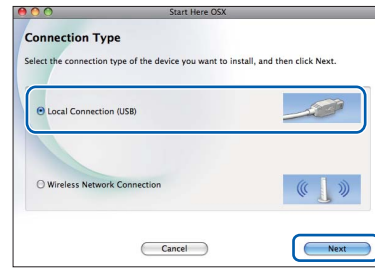 Start Here OSX
Connection Type
Select the connection type of the device you want to install, and then click Next.
Local Connection (USB)
Wireless Network Connection
Cancel
Next